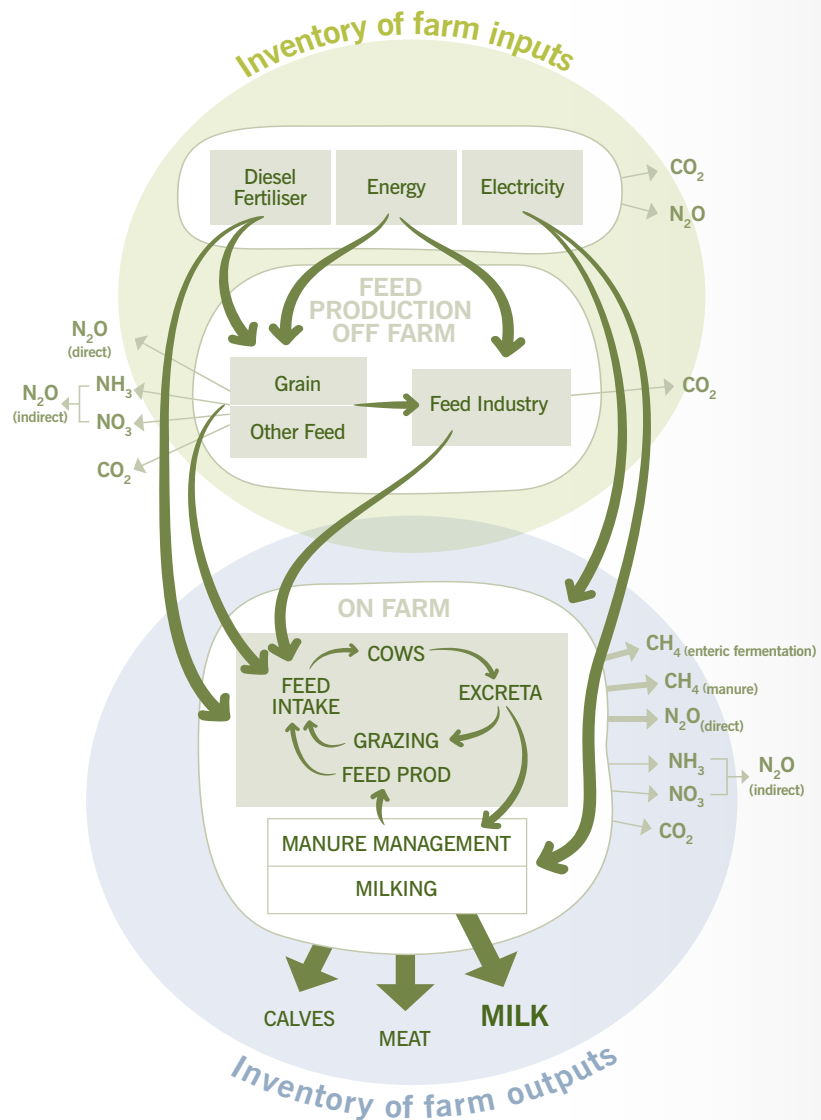 Inventory of farm inputs
Diesel
Fertiliser
Energy
Electricity
CO₂
N₂O
FEED
PRODUCTION
OFF FARM
N₂O
(direct)
NH₃
N₂O
(indirect)
NO₃
CO₂
Grain
Other Feed
Feed Industry
CO₂
ON FARM
COWS
FEED
INTAKE
EXCRETA
GRAZING
FEED PROD
MANURE MANAGEMENT
MILKING
CH₄ (enteric fermentation)
CH₄ (manure)
N₂O (direct)
NH₃
N₂O
(indirect)
NO₃
CO₂
CALVES
MEAT
MILK
Inventory of farm outputs